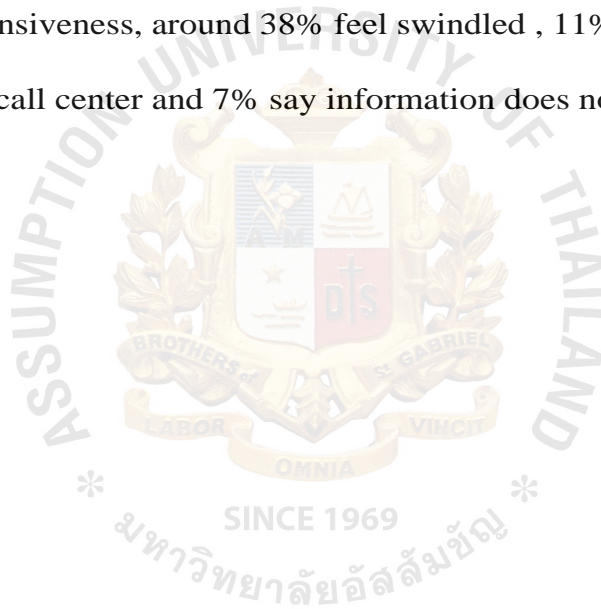 nsiveness, around 38% feel swindled , 11%
call center and 7% say information does no
ASSUMPTION UNIVERSITY OF THAILAND
A M
D S
BROTHERS of St GABRIEL
LABOR OMNIA VINCIT
SINCE 1969
* มหาวิทยาลัยอัสสัมชัญ *